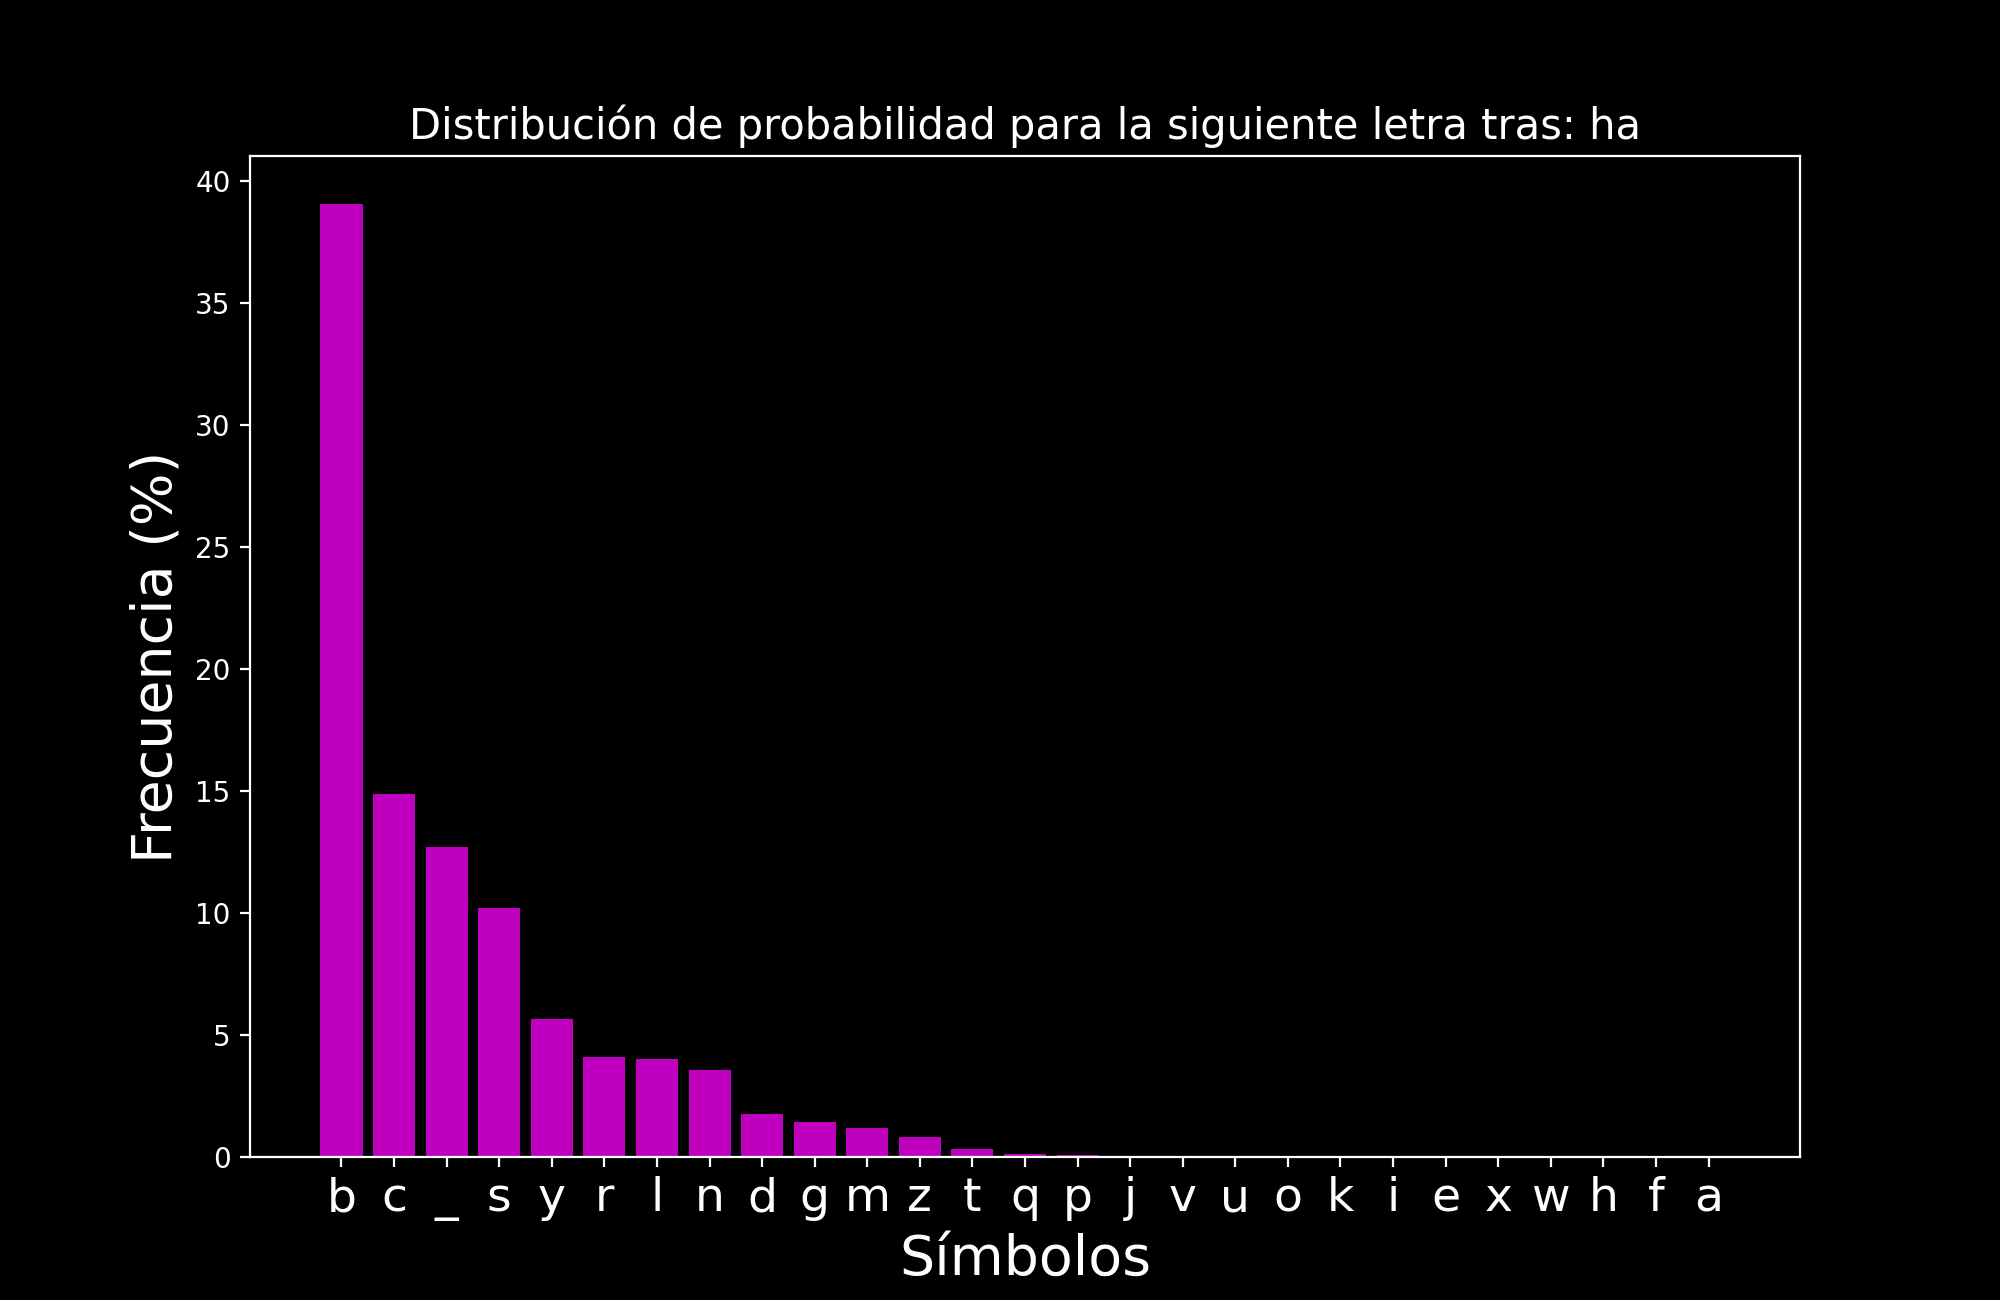 Distribución de probabilidad para la siguiente letra tras: ha
Frecuencia (%)
40
35
30
25
20
15
10
5
0
b c _ s y r l n d g m z t q p j v u o k i e x w h f a
Símbolos